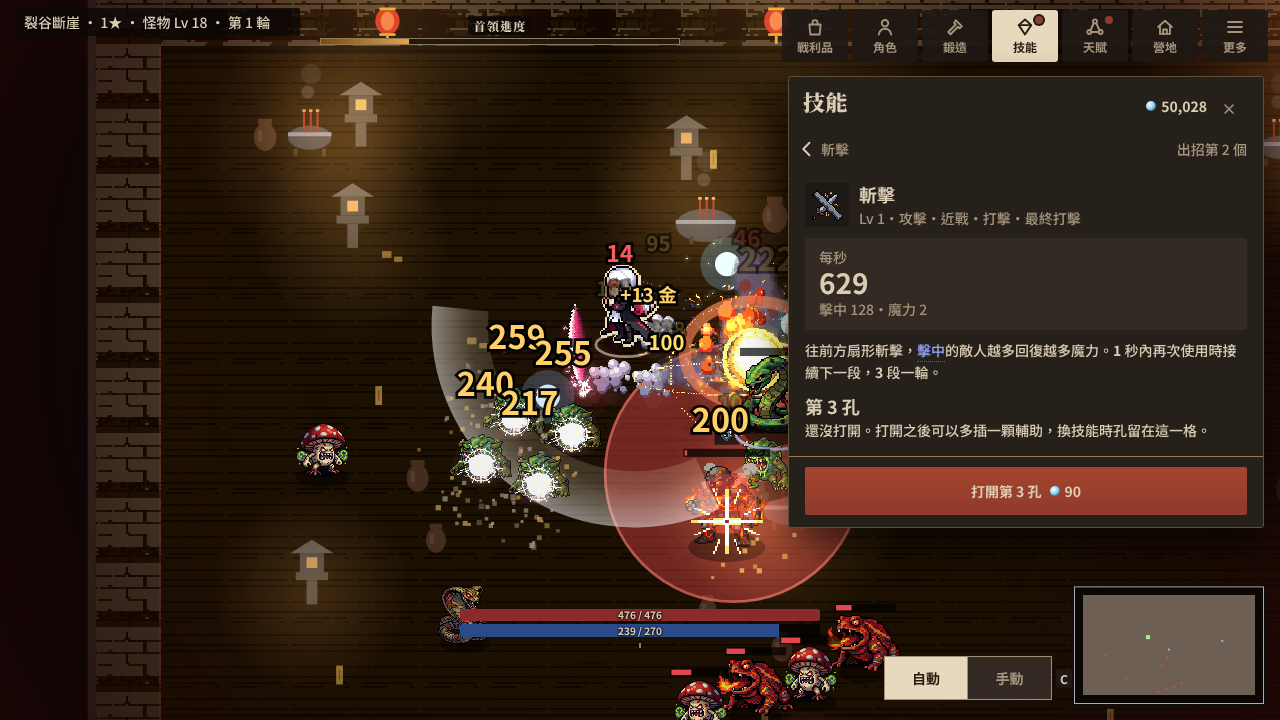 裂谷斷崖 · 1★ · 怪物 Lv 18 · 第 1 輪
首領進度
戰利品
角色
鍛造
技能
天賦
營地
更多
技能
50,028
斬擊
出招第 2 個
斬擊
Lv 1・攻擊・近戰・打擊・最終打擊
每秒
629
擊中 128・魔力 2
往前方扇形斬擊，擊中的敵人越多回復越多魔力。1 秒內再次使用時接
續下一段，3 段一輪。
第 3 孔
還沒打開。打開之後可以多插一顆輔助，換技能時孔留在這一格。
打開第 3 孔 90
95
46
222
14
+13 金
100
259
255
240
217
200
476 / 476
239 / 270
自動
手動
C